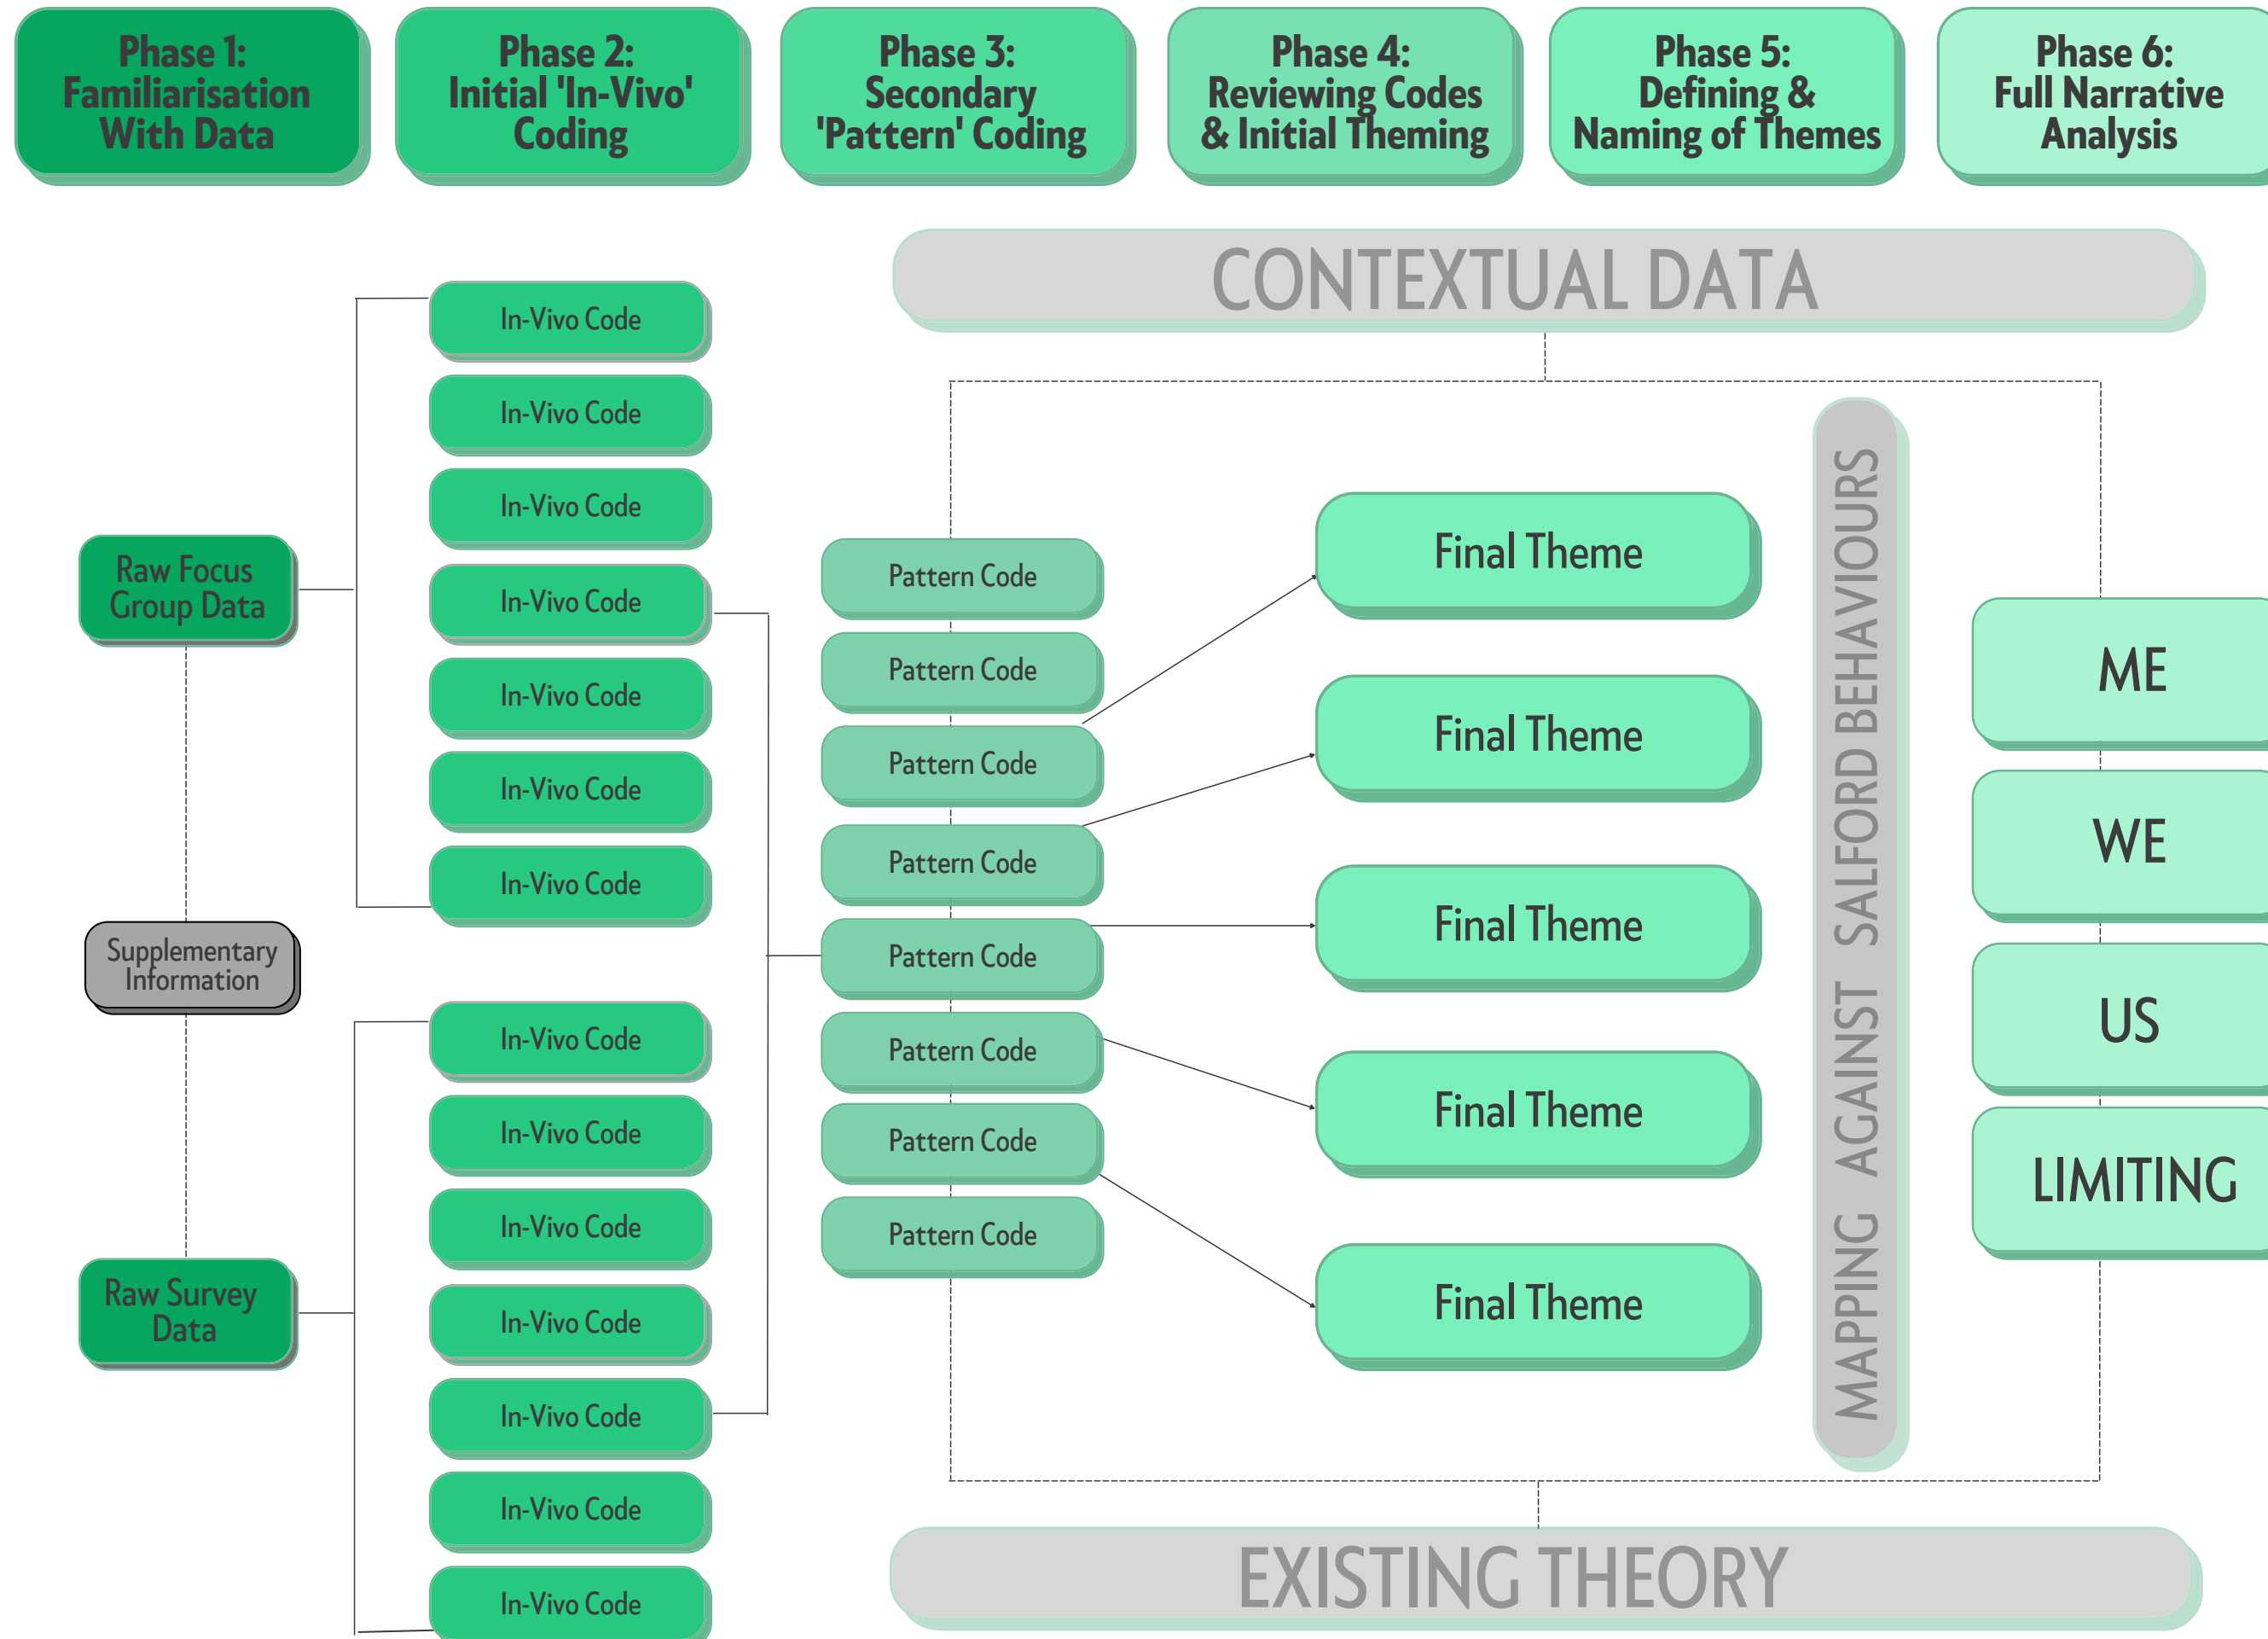 Phase 1:
Familiarisation
With Data
Phase 2:
Initial 'In-Vivo'
Coding
Phase 3:
Secondary
'Pattern' Coding
Phase 4:
Reviewing Codes
& Initial Theming
Phase 5:
Defining &
Naming of Themes
Phase 6:
Full Narrative
Analysis
CONTEXTUAL DATA
Raw Focus
Group Data
Supplementary
Information
Raw Survey
Data
In-Vivo Code
In-Vivo Code
In-Vivo Code
In-Vivo Code
In-Vivo Code
In-Vivo Code
In-Vivo Code
In-Vivo Code
In-Vivo Code
In-Vivo Code
In-Vivo Code
In-Vivo Code
In-Vivo Code
In-Vivo Code
Pattern Code
Pattern Code
Pattern Code
Pattern Code
Pattern Code
Pattern Code
Pattern Code
Pattern Code
Final Theme
Final Theme
Final Theme
Final Theme
Final Theme
MAPPING AGAINST SALFORD BEHAVIOURS
ME
WE
US
LIMITING
EXISTING THEORY